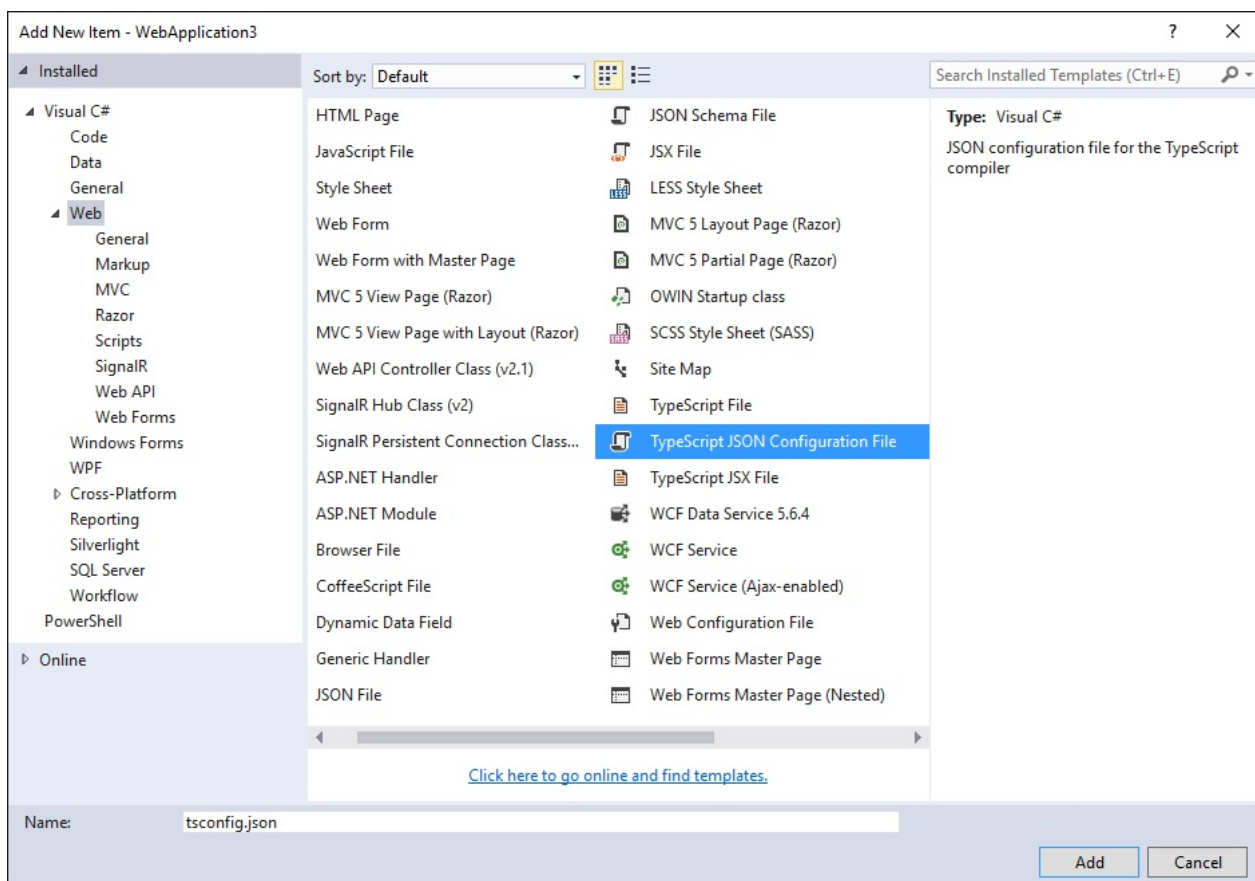 Add New Item - WebApplication3
?
Installed
Sort by: Default
Search Installed Templates (Ctrl+E)
Visual C#
Code
Data
General
Web
General
Markup
MVC
Razor
Scripts
SignalR
Web API
Web Forms
Windows Forms
WPF
Cross-Platform
Reporting
Silverlight
SQL Server
Workflow
PowerShell
Online
HTML Page
JavaScript File
Style Sheet
Web Form
Web Form with Master Page
MVC 5 View Page (Razor)
MVC 5 View Page with Layout (Razor)
Web API Controller Class (v2.1)
SignalR Hub Class (v2)
SignalR Persistent Connection Class...
ASP.NET Handler
ASP.NET Module
Browser File
CoffeeScript File
Dynamic Data Field
Generic Handler
JSON File
JSON Schema File
JSX File
LESS
LESS Style Sheet
MVC 5 Layout Page (Razor)
MVC 5 Partial Page (Razor)
OWIN Startup class
SASS
SCSS Style Sheet (SASS)
Site Map
TypeScript File
TypeScript JSON Configuration File
TypeScript JSX File
WCF Data Service 5.6.4
WCF Service
WCF Service (Ajax-enabled)
Web Configuration File
Web Forms Master Page
Web Forms Master Page (Nested)
Type: Visual C#
JSON configuration file for the TypeScript
compiler
Click here to go online and find templates.
Name: tsconfig.json
Add
Cancel